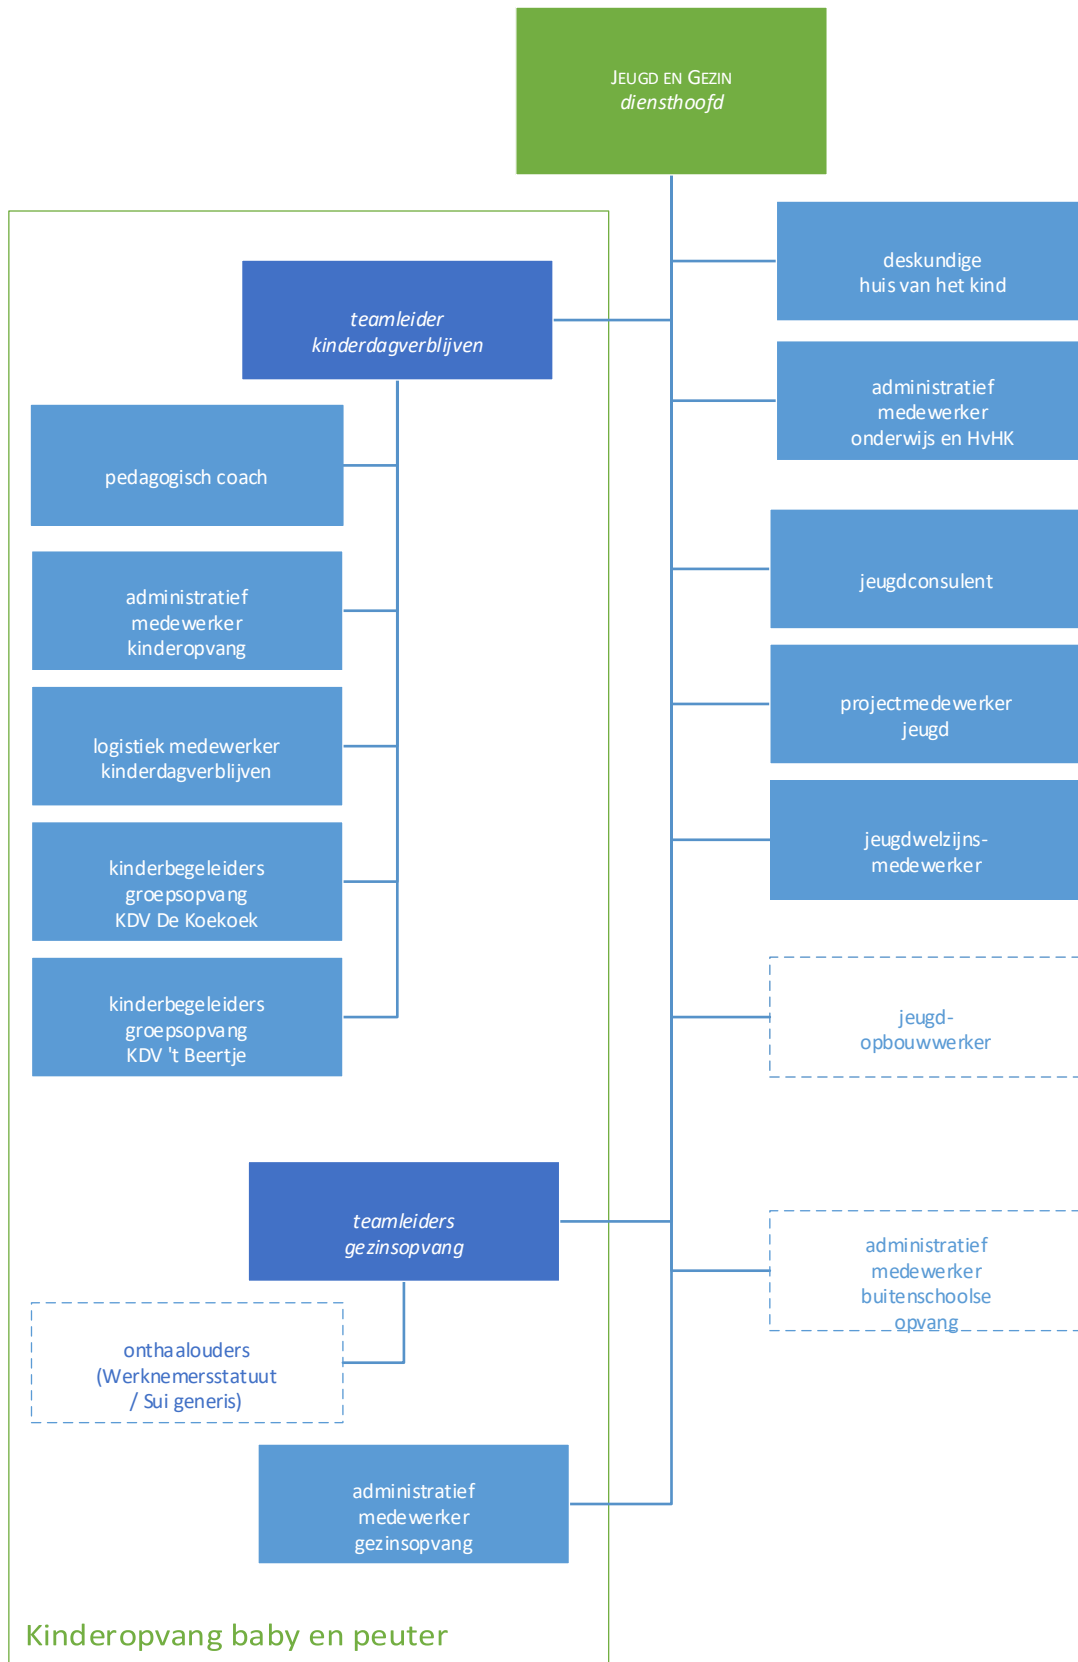 JEUGD EN GEZIN
diensthoofd
deskundige
huis van het kind
teamleider
kinderdagverblijven
administratief
medewerker
onderwijs en HvHK
pedagogisch coach
jeugdconsulent
administratief
medewerker
kinderopvang
projectmedewerker
jeugd
logistiek medewerker
kinderdagverblijven
jeugdwelzijns-
medewerker
kinderbegeleiders
groepsopvang
KDV De Koekoek
kinderbegeleiders
groepsopvang
KDV 't Beertje
jeugd-
opbouwwerker
teamleiders
gezinsopvang
administratief
medewerker
buitenschoolse
opvang
onthaalouders
(Werknemersstatuut
/ Sui generis)
administratief
medewerker
gezinsopvang
Kinderopvang baby en peuter